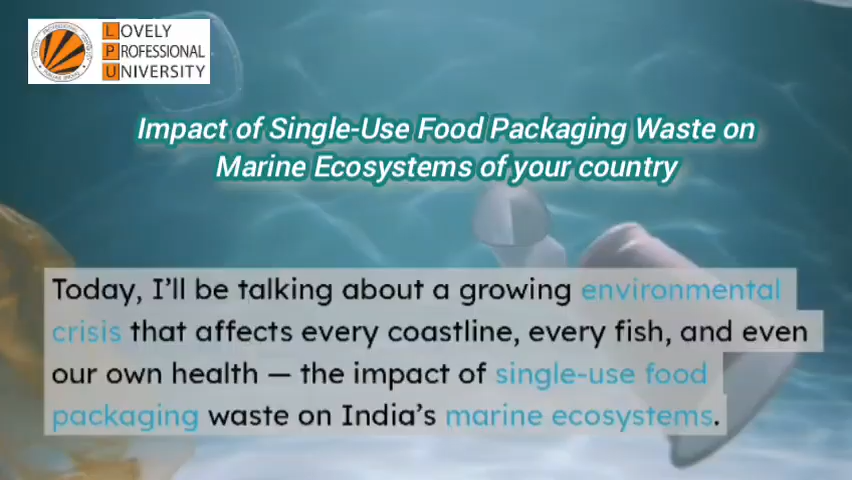 LOVELY
PROFESSIONAL
UNIVERSITY
Impact of Single-Use Food Packaging Waste on
Marine Ecosystems of your country
Today, I'll be talking about a growing environmental
crisis that affects every coastline, every fish, and even
our own health — the impact of single-use food
packaging waste on India's marine ecosystems.